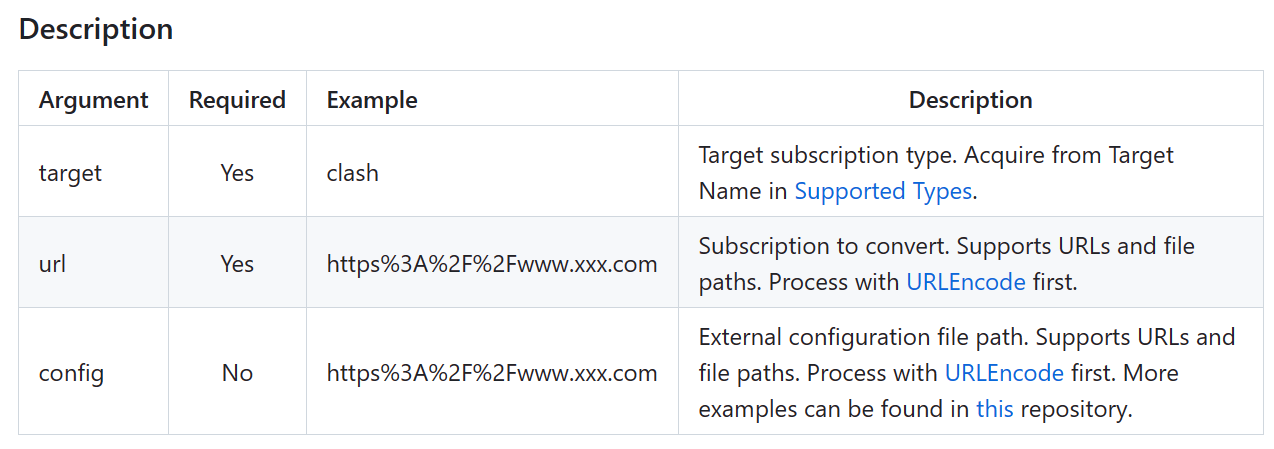 Description
Argument Required Example Description
target Yes clash Target subscription type. Acquire from Target
Name in Supported Types.
url Yes https%3A%2F%2Fwww.xxx.com Subscription to convert. Supports URLs and file
paths. Process with URLEncode first.
config No https%3A%2F%2Fwww.xxx.com External configuration file path. Supports URLs and
file paths. Process with URLEncode first. More
examples can be found in this repository.